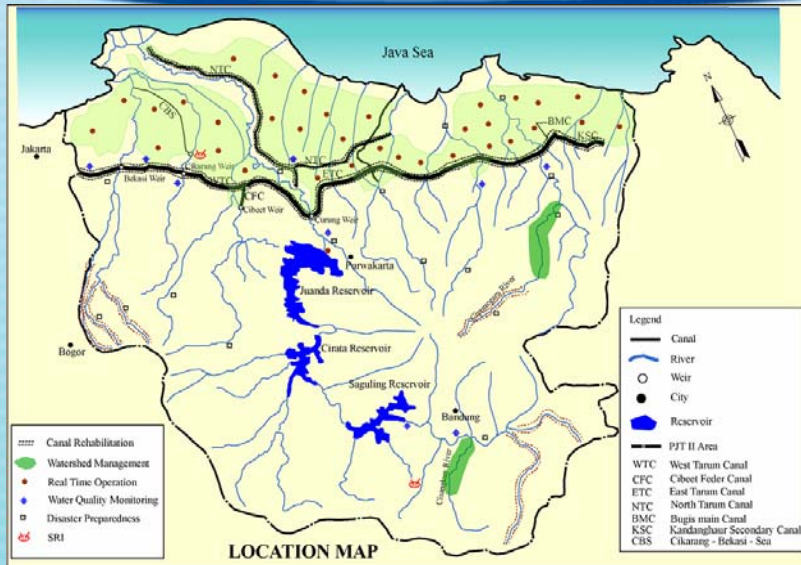 Java Sea
N
NTC
CBS
BMC
KSC
Jakarta
Cikarang Weir
NTC
Bekasi Weir
WTC
ETC
CFC
Cibeet Weir
Curung Weir
Purwakarta
Juanda Reservoir
Bogor
Cirata Reservoir
Saguling Reservoir
Bandung
LOCATION MAP
Canal Rehabilitation
Watershed Management
Real Time Operation
Water Quality Monitoring
Disaster Preparedness
SRI
Legend
Canal
River
Weir
City
Reservoir
PJT II Area
WTC West Tarum Canal
CFC Cibeet Feder Canal
ETC East Tarum Canal
NTC North Tarum Canal
BMC Bugis main Canal
KSC Kandanghaur Secondary Canal
CBS Cikarang - Bekasi - Sea